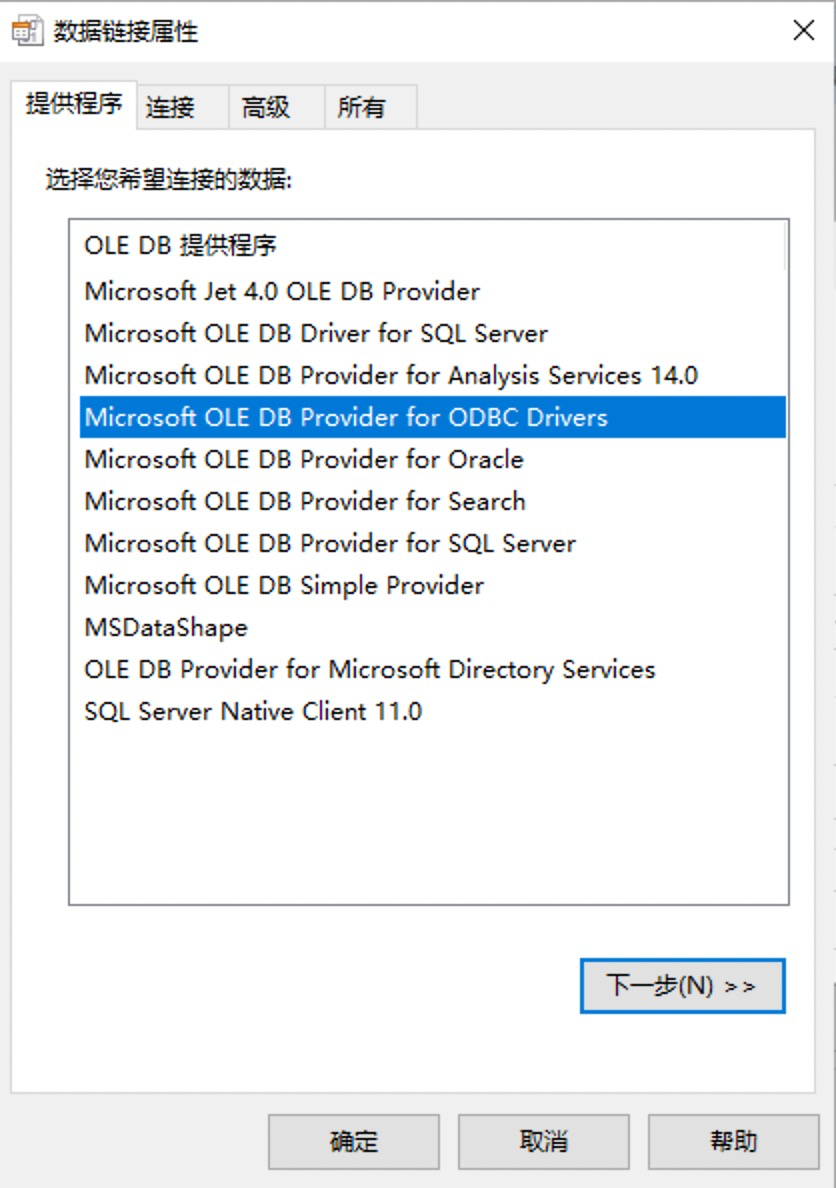 数据链接属性
提供程序 连接 高级 所有
选择您希望连接的数据:
OLE DB 提供程序
Microsoft Jet 4.0 OLE DB Provider
Microsoft OLE DB Driver for SQL Server
Microsoft OLE DB Provider for Analysis Services 14.0
Microsoft OLE DB Provider for ODBC Drivers
Microsoft OLE DB Provider for Oracle
Microsoft OLE DB Provider for Search
Microsoft OLE DB Provider for SQL Server
Microsoft OLE DB Simple Provider
MSDataShape
OLE DB Provider for Microsoft Directory Services
SQL Server Native Client 11.0
下一步(N) >>
确定 取消 帮助